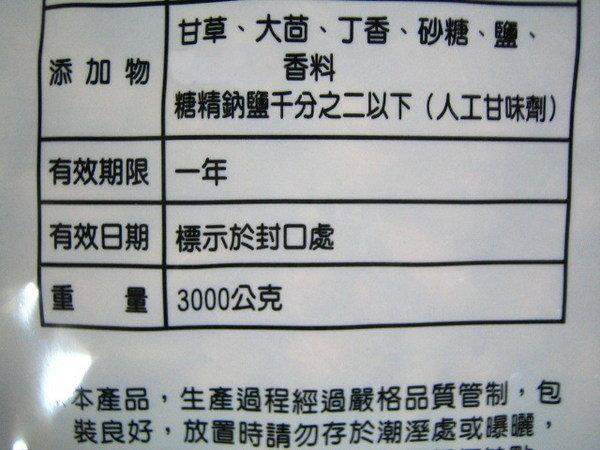 添加物 甘草、大茴、丁香、砂糖、鹽、
香料
糖精鈉鹽千分之二以下（人工甘味劑）
有效期限 一年
有效日期 標示於封口處
重量 3000公克
本產品，生產過程經過嚴格品質管制，包
裝良好，放置時請勿存於潮溼處或曝曬，